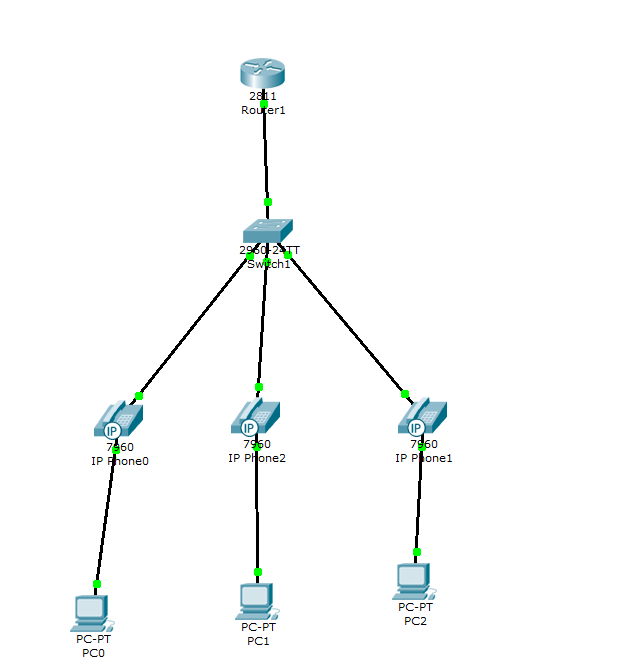 2811
Router1
2960-24TT
Switch1
IP
7960
IP Phone0
IP
7960
IP Phone2
IP
7960
IP Phone1
PC-PT
PC0
PC-PT
PC1
PC-PT
PC2